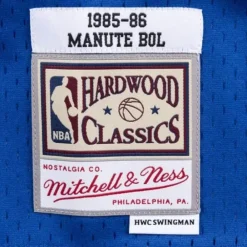 1985-86
MANUTE BOL
HARDWOOD
NBA
CLASSICS
NOSTALGIA CO.
Mitchell & Ness
PHILADELPHIA, PA.
HWC SWINGMAN